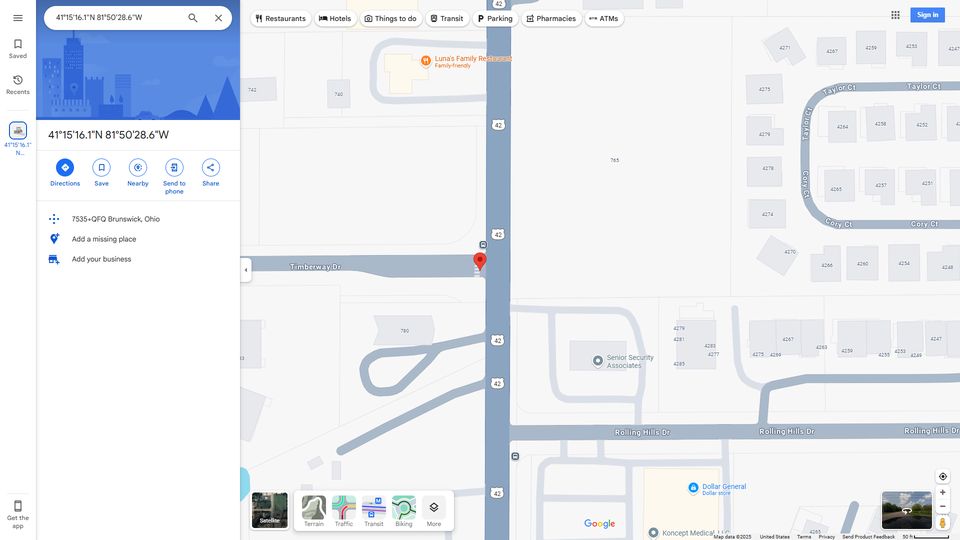 41°15'16.1"N 81°50'28.6"W
Restaurants
Hotels
Things to do
Transit
Parking
Pharmacies
ATMs
Sign in
Saved
Recents
41°15'16.1"
N...
Get the
app
41°15'16.1"N 81°50'28.6"W
Directions
Save
Nearby
Send to
phone
Share
7535+QFQ Brunswick, Ohio
Add a missing place
Add your business
42
Luna's Family Restaurant
Family-friendly
742
740
42
765
42
Timberway Dr
780
42
42
42
4271
4267
4259
4253
4275
Taylor Ct
Taylor Ct
Taylor Ct
4279
4264
4258
4252
4278
4265
4257
4251
Cory Ct
4274
Cory Ct
Cory Ct
4270
4266
4260
4254
4248
4279
4281
4283
4277
4285
Senior Security
Associates
4275
4269
4267
4263
4259
4255
4253
4249
4247
Rolling Hills Dr
Rolling Hills Dr
Rolling Hills Dr
Dollar General
Dollar store
Koncept Medical, LLC
4265
Satellite
Terrain
Traffic
Transit
Biking
More
Google
Map data ©2025
United States
Terms
Privacy
Send Product Feedback
50 ft